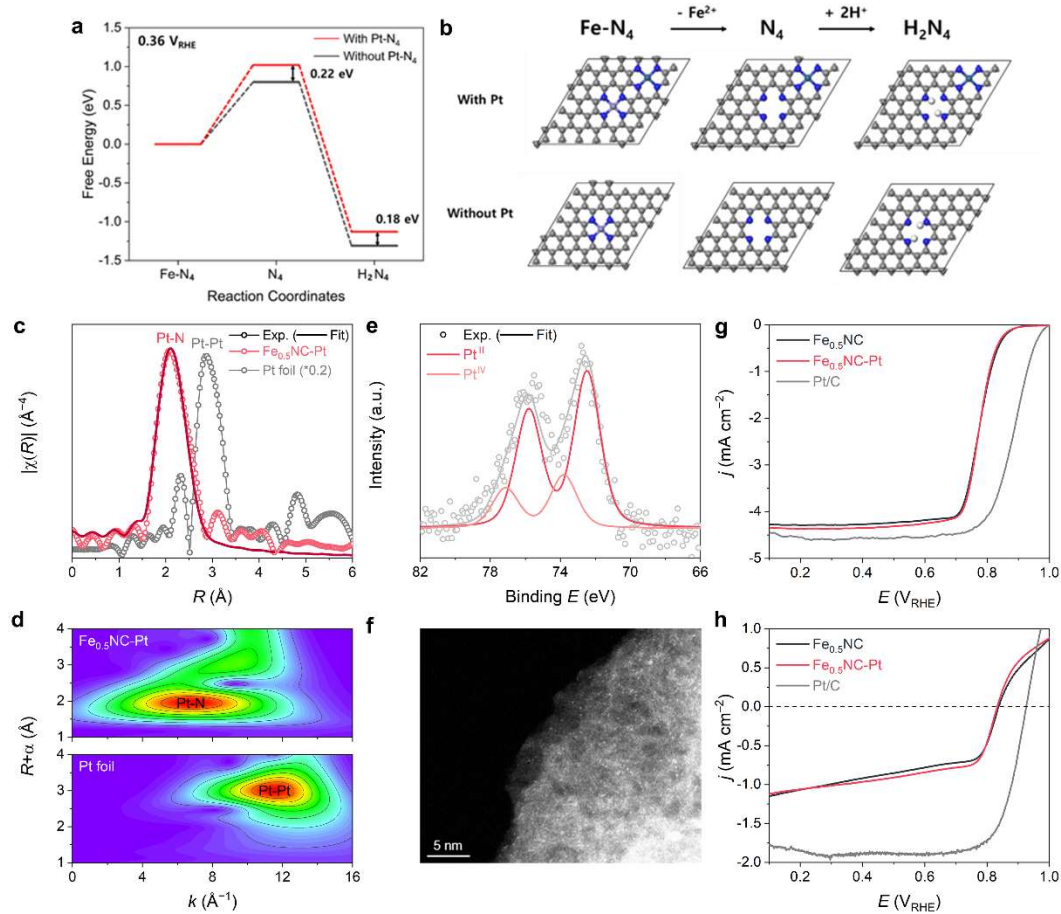 a
0.36 V_RHE
With Pt-N₄
Without Pt-N₄
0.22 eV
0.18 eV
Free Energy (eV)
1.5
1.0
0.5
0.0
-0.5
-1.0
-1.5
Fe-N₄ N₄ H₂N₄
Reaction Coordinates
b
Fe-N₄ - Fe²⁺ N₄ + 2H⁺ H₂N₄
With Pt
Without Pt
c
Pt-N
Pt-Pt
Exp. (— Fit)
Fe₀.₅NC-Pt
Pt foil (*0.2)
|χ(R)| (Å⁻⁴)
0 1 2 3 4 5 6
R (Å)
d
Fe₀.₅NC-Pt
Pt-N
4
3
2
1
Pt foil
Pt-Pt
4
3
2
1
R+α (Å)
0 4 8 12 16
k (Å⁻¹)
e
Exp. (— Fit)
Pt^II
Pt^IV
Intensity (a.u.)
82 78 74 70 66
Binding E (eV)
f
5 nm
g
Fe₀.₅NC
Fe₀.₅NC-Pt
Pt/C
j (mA cm⁻²)
0
-1
-2
-3
-4
-5
0.2 0.4 0.6 0.8 1.0
E (V_RHE)
h
Fe₀.₅NC
Fe₀.₅NC-Pt
Pt/C
j (mA cm⁻²)
1.0
0.5
0.0
-0.5
-1.0
-1.5
-2.0
0.2 0.4 0.6 0.8 1.0
E (V_RHE)